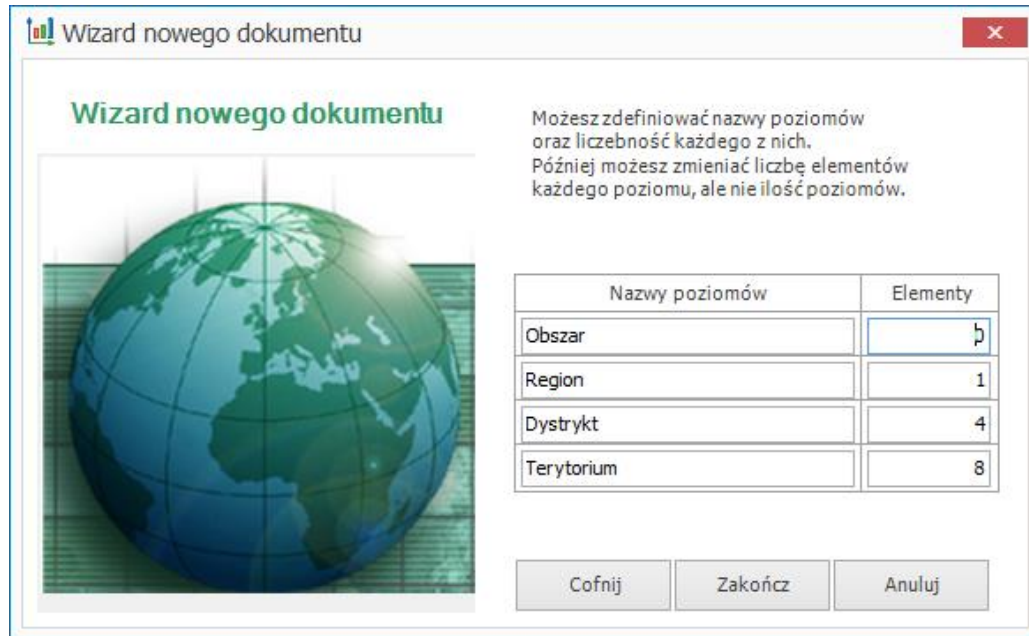 Wizard nowego dokumentu
Wizard nowego dokumentu
Możesz zdefiniować nazwy poziomów
oraz liczebność każdego z nich.
Później możesz zmieniać liczbę elementów
każdego poziomu, ale nie ilość poziomów.
Nazwy poziomów Elementy
Obszar
Region 1
Dystrykt 4
Terytorium 8
Cofnij Zakończ Anuluj